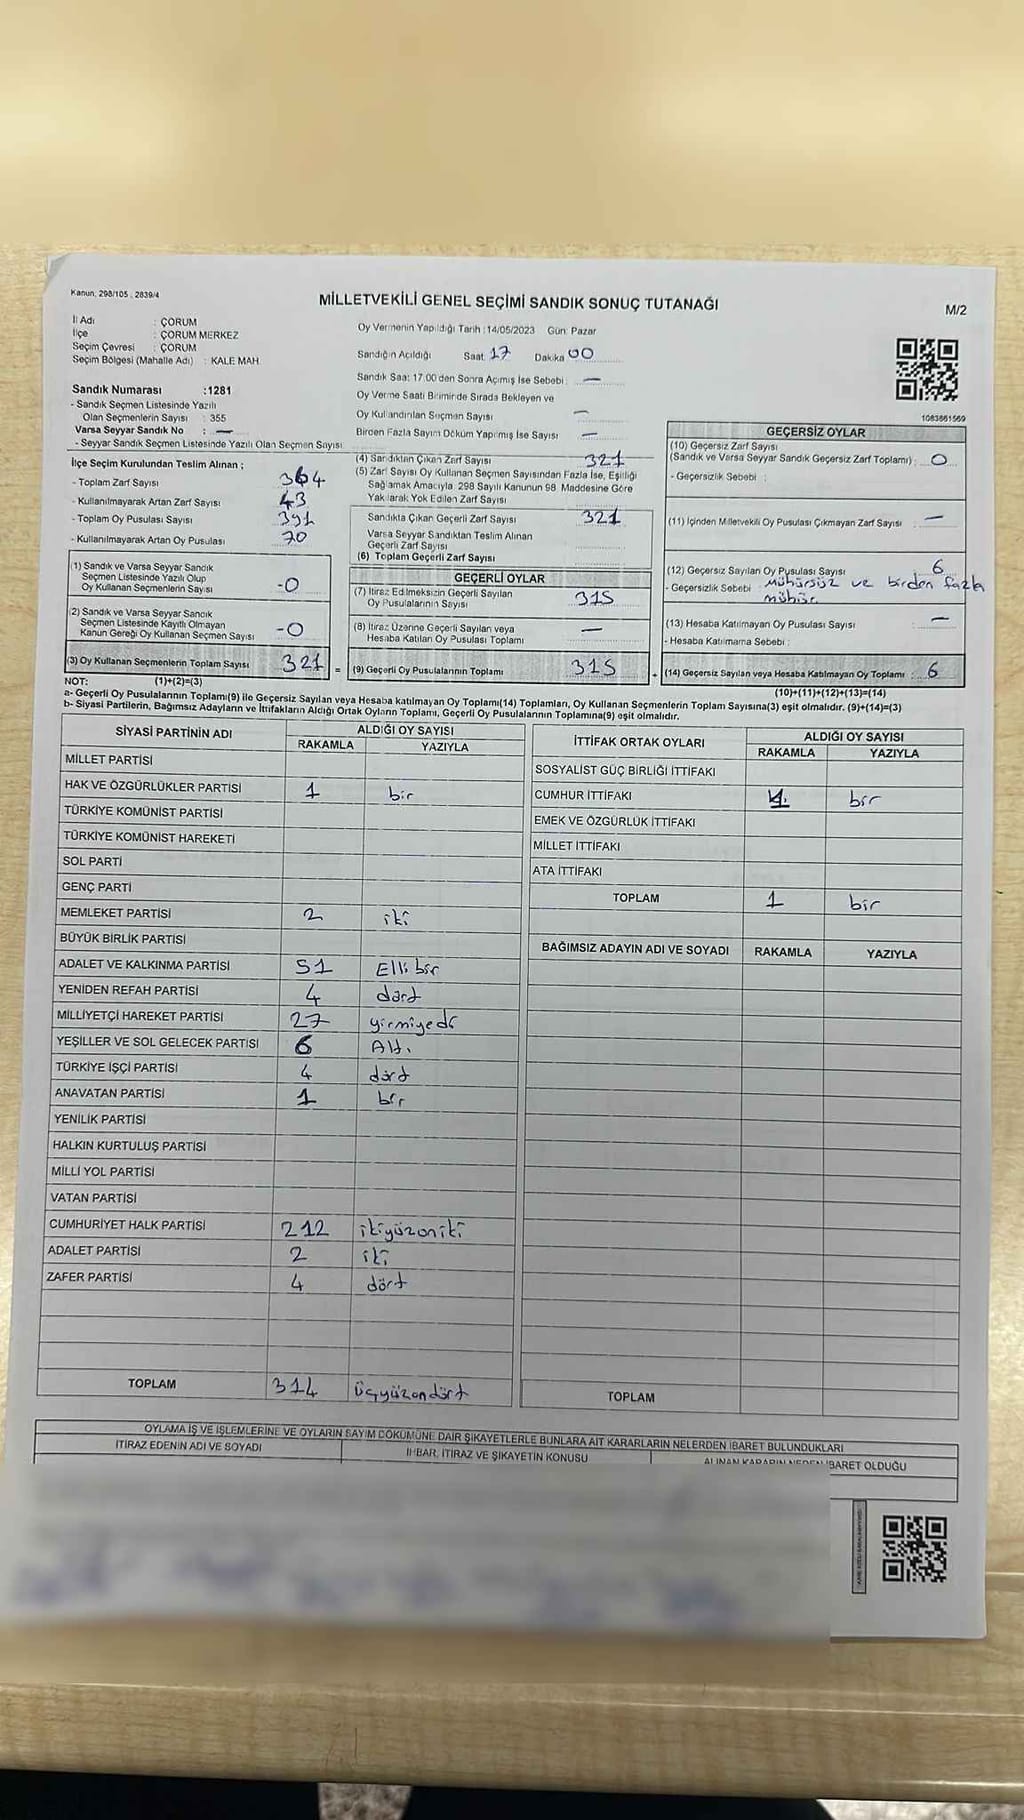 Kanun, 298/105 , 2839/4
MİLLETVEKİLİ GENEL SEÇİMİ SANDIK SONUÇ TUTANAĞI
M/2
İl Adı : ÇORUM
İlçe : ÇORUM MERKEZ
Seçim Çevresi : ÇORUM
Seçim Bölgesi (Mahalle Adı) : KALE MAH.
Sandık Numarası :1281
- Sandık Seçmen Listesinde Yazılı
Olan Seçmenlerin Sayısı : 355
Varsa Seyyar Sandık No : —
- Seyyar Sandık Seçmen Listesinde Yazılı Olan Seçmen Sayısı:
Oy Vermenin Yapıldığı Tarih :14/05/2023 Gün: Pazar
Sandığın Açıldığı Saat: 17 Dakika 00
Sandık Saat 17:00'den Sonra Açılmış İse Sebebi : —
Oy Verme Saati Bitiminde Sırada Bekleyen ve
Oy Kullandırılan Seçmen Sayısı —
Birden Fazla Sayım Döküm Yapılmış İse Sayısı —
1083861569
İlçe Seçim Kurulundan Teslim Alınan ;
- Toplam Zarf Sayısı 364
- Kullanılmayarak Artan Zarf Sayısı 43
- Toplam Oy Pusulası Sayısı 391
- Kullanılmayarak Artan Oy Pusulası 70
(1) Sandık ve Varsa Seyyar Sandık
Seçmen Listesinde Yazılı Olup
Oy Kullanan Seçmenlerin Sayısı -0
(2) Sandık ve Varsa Seyyar Sandık
Seçmen Listesinde Kayıtlı Olmayan
Kanun Gereği Oy Kullanan Seçmen Sayısı -0
(3) Oy Kullanan Seçmenlerin Toplam Sayısı 321 =
(4) Sandıktan Çıkan Zarf Sayısı 321
(5) Zarf Sayısı Oy Kullanan Seçmen Sayısından Fazla İse, Eşitliği
Sağlamak Amacıyla, 298 Sayılı Kanunun 98. Maddesine Göre
Yakılarak Yok Edilen Zarf Sayısı
Sandıkta Çıkan Geçerli Zarf Sayısı 321
Varsa Seyyar Sandıktan Teslim Alınan
Geçerli Zarf Sayısı
(6) Toplam Geçerli Zarf Sayısı
GEÇERLİ OYLAR
(7) İtiraz Edilmeksizin Geçerli Sayılan
Oy Pusulalarının Sayısı 315
(8) İtiraz Üzerine Geçerli Sayılan veya
Hesaba Katılan Oy Pusulası Toplamı —
(9) Geçerli Oy Pusulalarının Toplamı 315 +
GEÇERSİZ OYLAR
(10) Geçersiz Zarf Sayısı
(Sandık ve Varsa Seyyar Sandık Geçersiz Zarf Toplamı) : 0
- Geçersizlik Sebebi :
(11) İçinden Milletvekili Oy Pusulası Çıkmayan Zarf Sayısı : —
(12) Geçersiz Sayılan Oy Pusulası Sayısı 6
- Geçersizlik Sebebi mühürsüz ve birden fazla
mühür.
(13) Hesaba Katılmayan Oy Pusulası Sayısı : —
- Hesaba Katılmama Sebebi :
(14) Geçersiz Sayılan veya Hesaba Katılmayan Oy Toplamı : 6
NOT: (1)+(2)=(3)
(10)+(11)+(12)+(13)=(14)
a- Geçerli Oy Pusulalarının Toplamı(9) ile Geçersiz Sayılan veya Hesaba katılmayan Oy Toplamı(14) Toplamları, Oy Kullanan Seçmenlerin Toplam Sayısına(3) eşit olmalıdır. (9)+(14)=(3)
b- Siyasi Partilerin, Bağımsız Adayların ve İttifakların Aldığı Ortak Oyların Toplamı, Geçerli Oy Pusulalarının Toplamına(9) eşit olmalıdır.
SİYASİ PARTİNİN ADI
ALDIĞI OY SAYISI
RAKAMLA YAZIYLA
MİLLET PARTİSİ
HAK VE ÖZGÜRLÜKLER PARTİSİ 1 bir
TÜRKİYE KOMÜNİST PARTİSİ
TÜRKİYE KOMÜNİST HAREKETİ
SOL PARTİ
GENÇ PARTİ
MEMLEKET PARTİSİ 2 iki
BÜYÜK BİRLİK PARTİSİ
ADALET VE KALKINMA PARTİSİ 51 Elli bir
YENİDEN REFAH PARTİSİ 4 dört
MİLLİYETÇİ HAREKET PARTİSİ 27 yirmiyedi
YEŞİLLER VE SOL GELECEK PARTİSİ 6 Altı
TÜRKİYE İŞÇİ PARTİSİ 4 dört
ANAVATAN PARTİSİ 1 bir
YENİLİK PARTİSİ
HALKIN KURTULUŞ PARTİSİ
MİLLİ YOL PARTİSİ
VATAN PARTİSİ
CUMHURİYET HALK PARTİSİ 212 ikiyüzoniki
ADALET PARTİSİ 2 iki
ZAFER PARTİSİ 4 dört
TOPLAM 314 üçyüzondört
İTTİFAK ORTAK OYLARI
ALDIĞI OY SAYISI
RAKAMLA YAZIYLA
SOSYALİST GÜÇ BİRLİĞİ İTTİFAKI
CUMHUR İTTİFAKI 1 bir
EMEK VE ÖZGÜRLÜK İTTİFAKI
MİLLET İTTİFAKI
ATA İTTİFAKI
TOPLAM 1 bir
BAĞIMSIZ ADAYIN ADI VE SOYADI RAKAMLA YAZIYLA
TOPLAM
OYLAMA İŞ VE İŞLEMLERİNE VE OYLARIN SAYIM DÖKÜMÜNE DAİR ŞİKAYETLERLE BUNLARA AİT KARARLARIN NELERDEN İBARET BULUNDUKLARI
İTİRAZ EDENİN ADI VE SOYADI
İHBAR, İTİRAZ VE ŞİKAYETİN KONUSU
ALINAN KARARIN NEDEN İBARET OLDUĞU